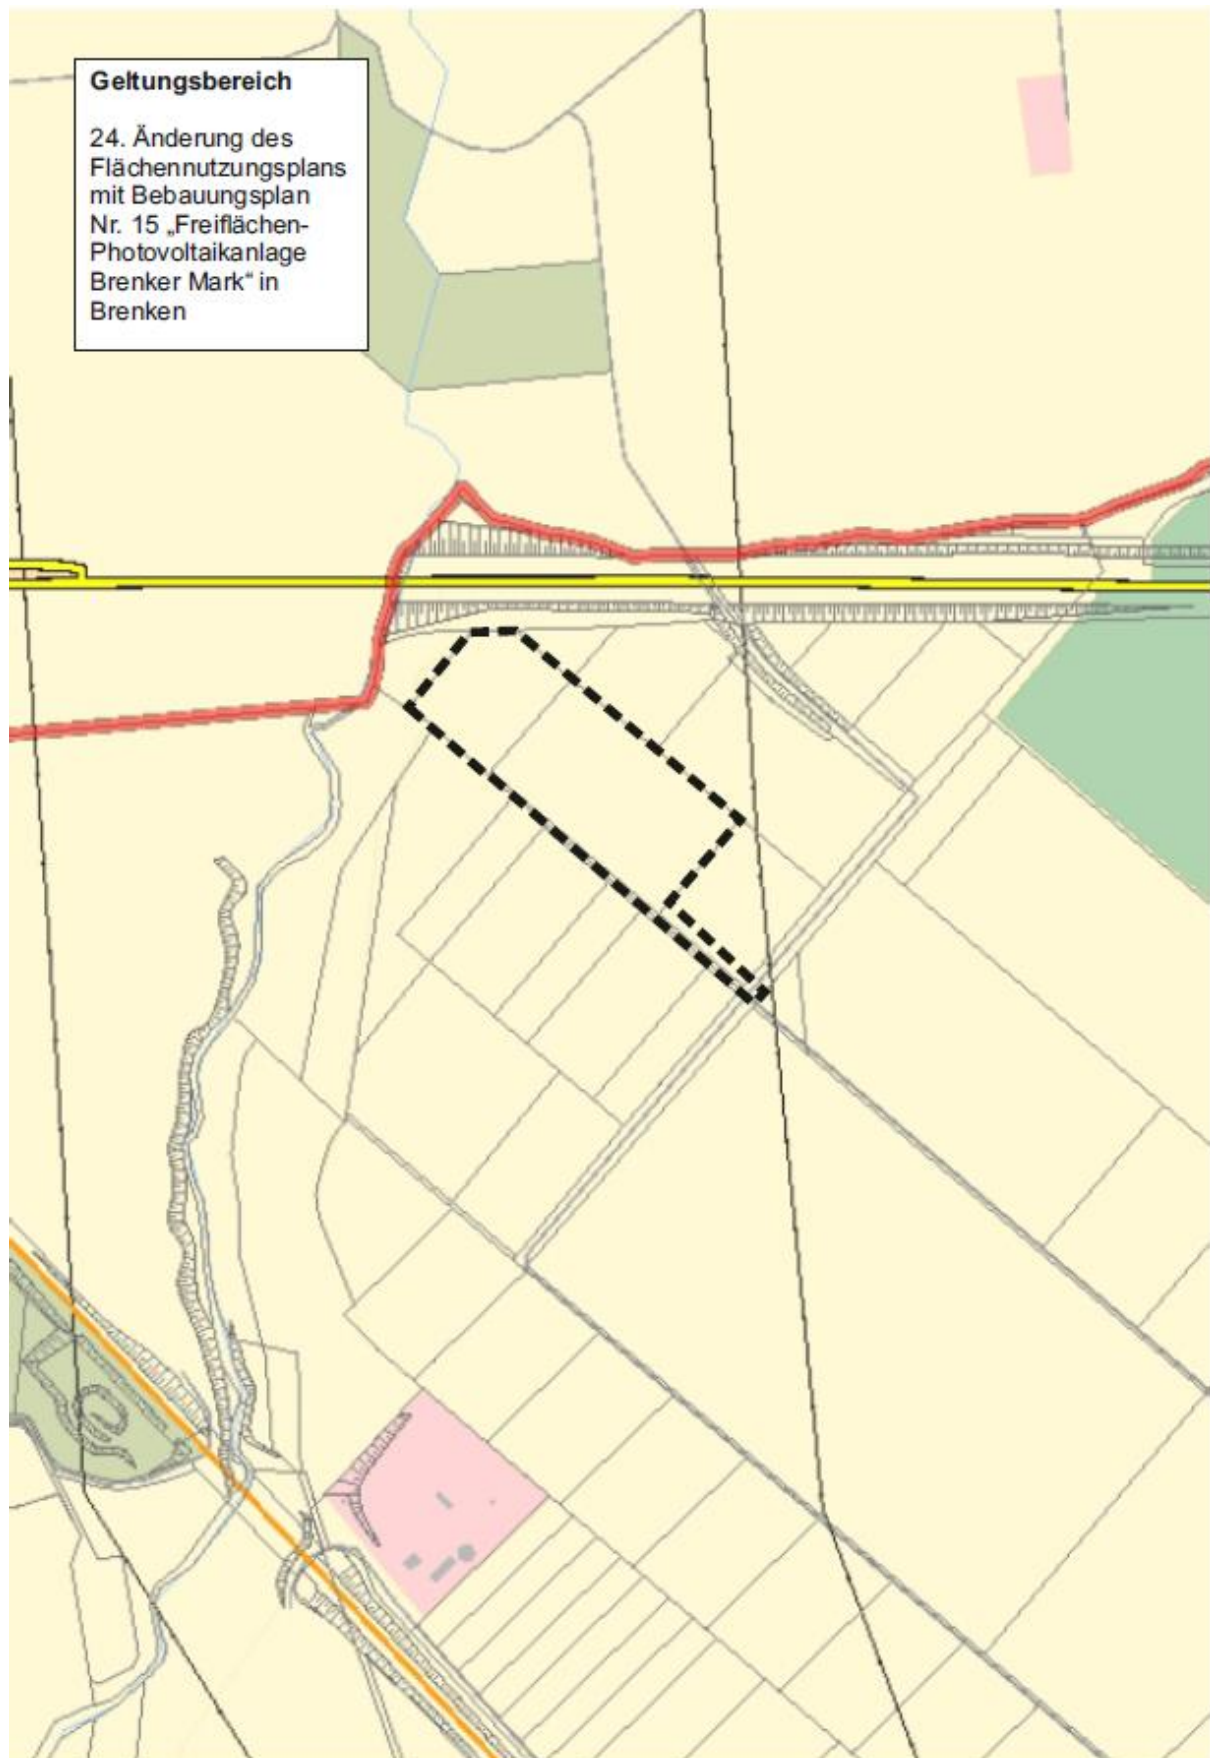 Geltungsbereich
24. Änderung des
Flächennutzungsplans
mit Bebauungsplan
Nr. 15 „Freiflächen-
Photovoltaikanlage
Brenker Mark“ in
Brenken